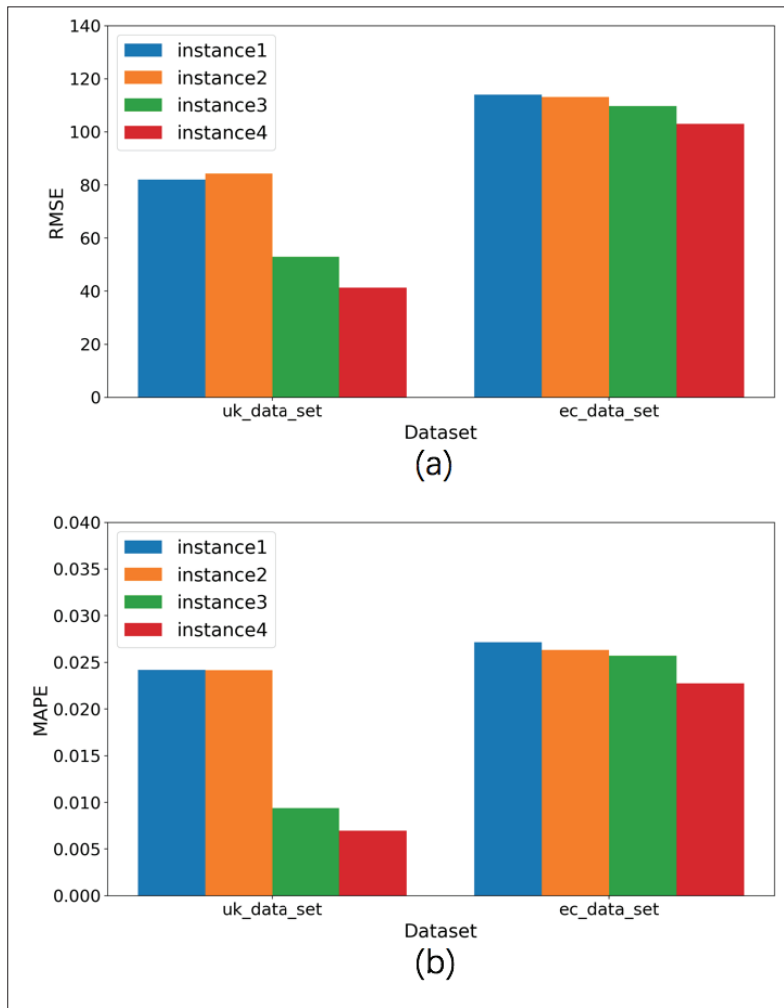 140
120
100
80
60
40
20
0
RMSE
instance1
instance2
instance3
instance4
uk_data_set
ec_data_set
Dataset
(a)
0.040
0.035
0.030
0.025
0.020
0.015
0.010
0.005
0.000
MAPE
instance1
instance2
instance3
instance4
uk_data_set
ec_data_set
Dataset
(b)